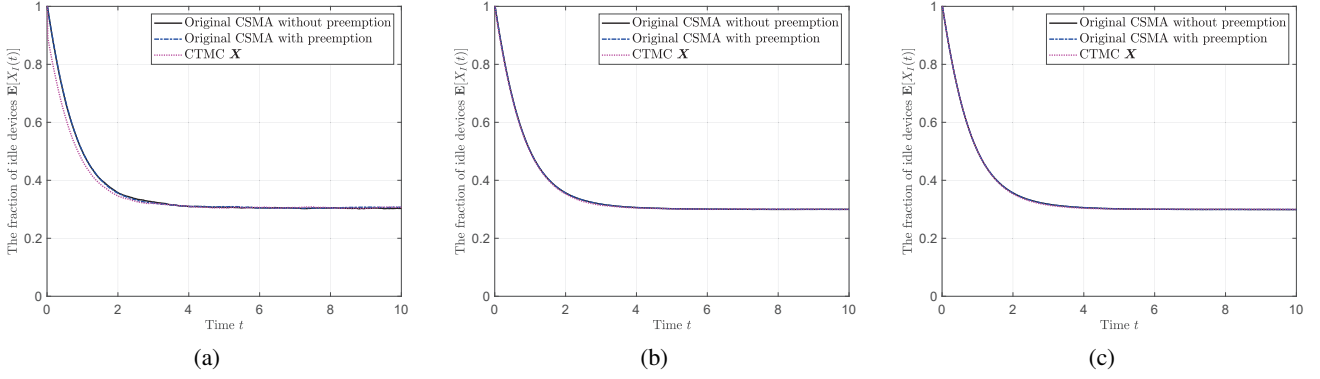 The fraction of idle devices E[X_I(t)]
1
0.8
0.6
0.4
0.2
0
Original CSMA without preemption
Original CSMA with preemption
CTMC X
0 2 4 6 8 10
Time t
(a)
The fraction of idle devices E[X_I(t)]
1
0.8
0.6
0.4
0.2
0
Original CSMA without preemption
Original CSMA with preemption
CTMC X
0 2 4 6 8 10
Time t
(b)
The fraction of idle devices E[X_I(t)]
1
0.8
0.6
0.4
0.2
0
Original CSMA without preemption
Original CSMA with preemption
CTMC X
0 2 4 6 8 10
Time t
(c)